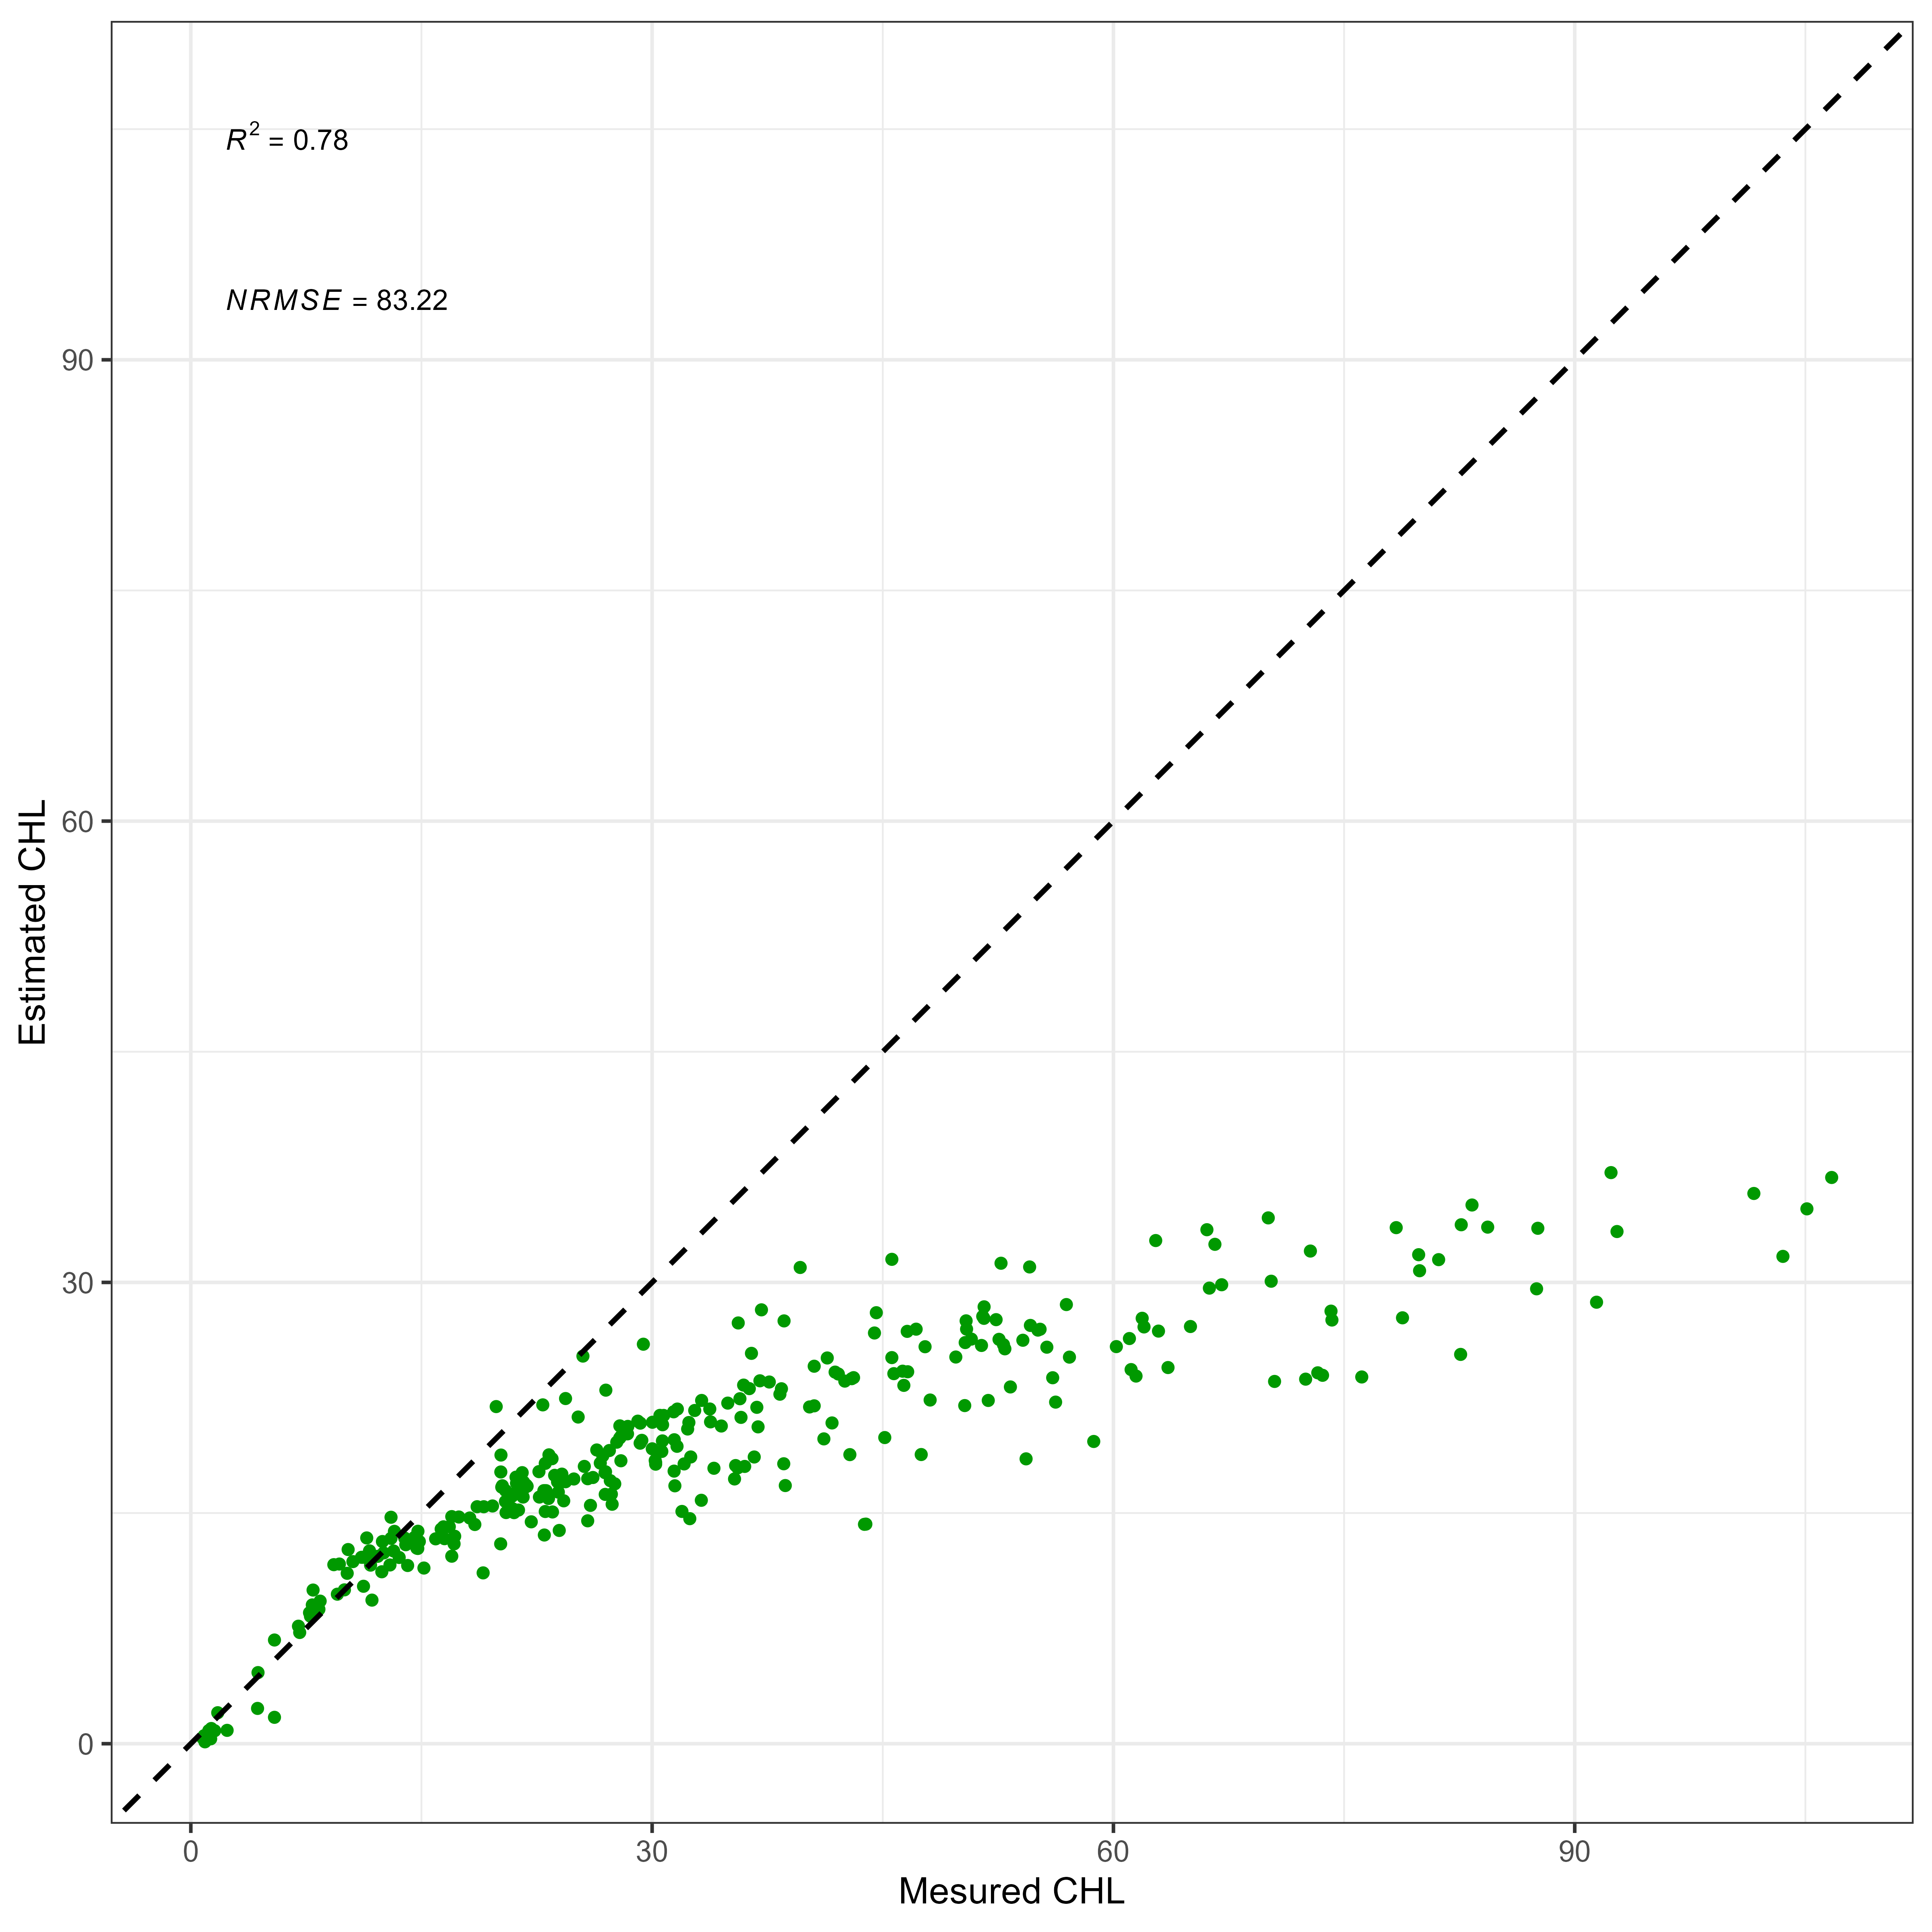 R² = 0.78
NRMSE = 83.22
90
60
30
0
Estimated CHL
0 30 60 90
Mesured CHL